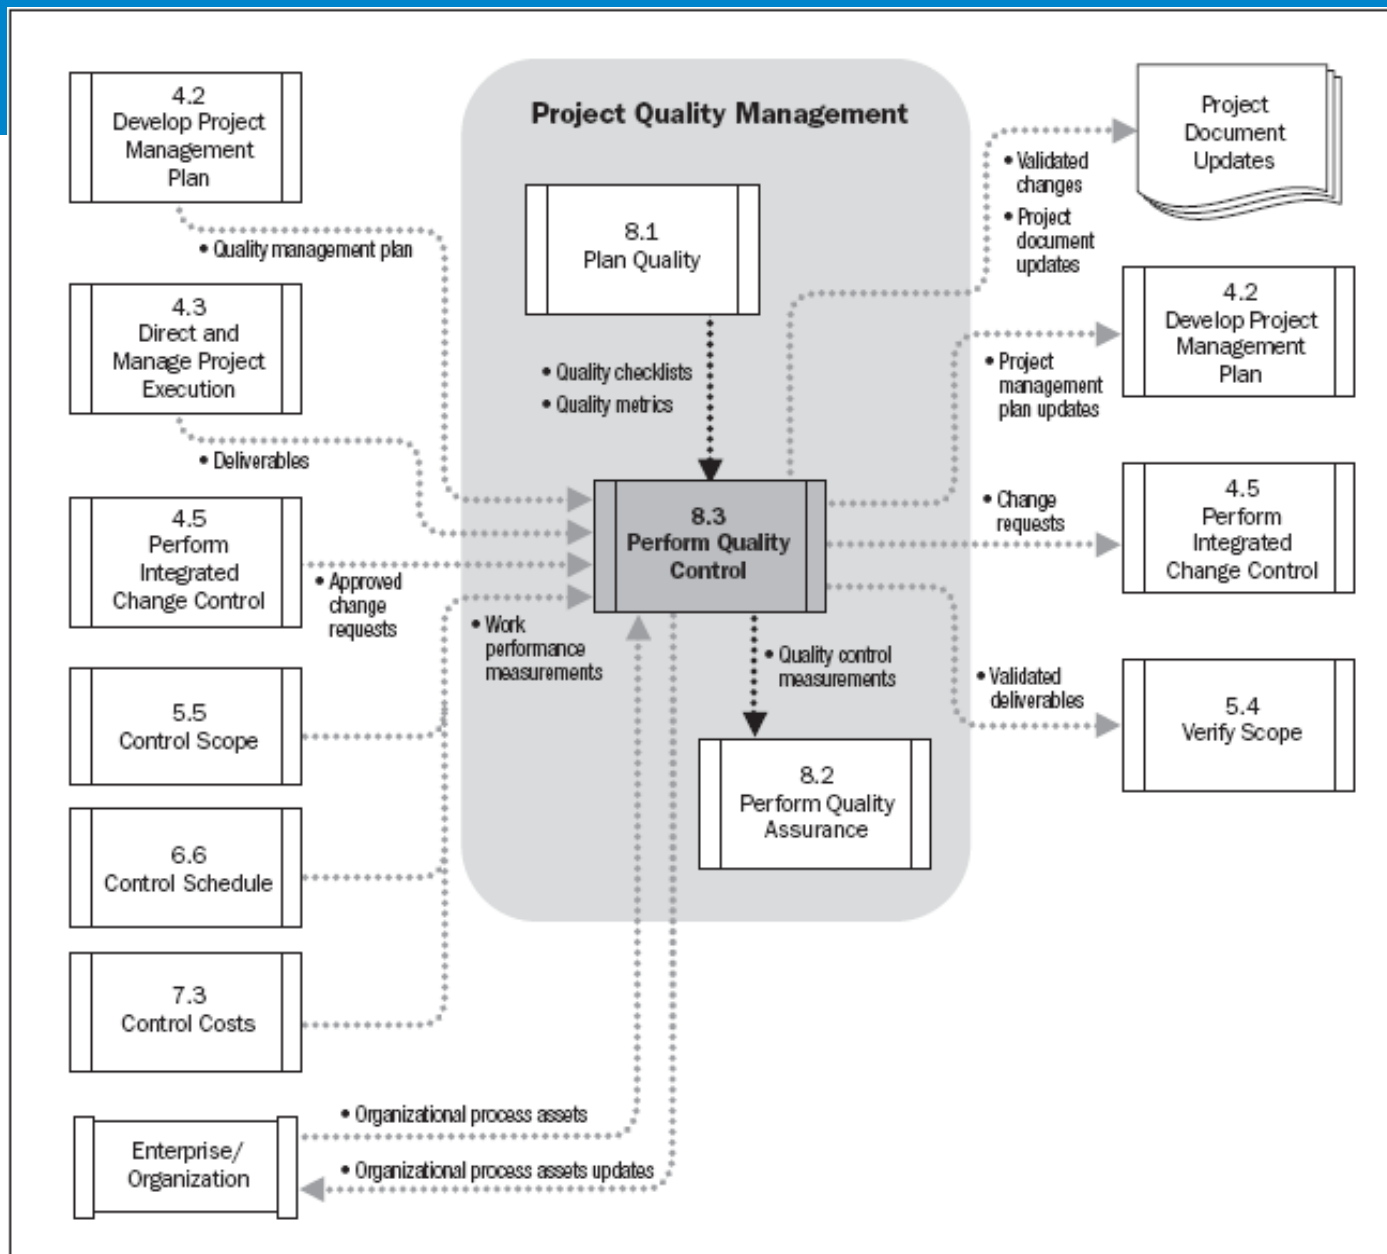 Project Quality Management
4.2
Develop Project
Management
Plan
• Quality management plan
4.3
Direct and
Manage Project
Execution
• Deliverables
4.5
Perform
Integrated
Change Control
• Approved
change
requests
5.5
Control Scope
6.6
Control Schedule
7.3
Control Costs
• Work
performance
measurements
Enterprise/
Organization
• Organizational process assets
• Organizational process assets updates
8.1
Plan Quality
• Quality checklists
• Quality metrics
8.3
Perform Quality
Control
• Quality control
measurements
8.2
Perform Quality
Assurance
• Validated
changes
• Project
document
updates
Project
Document
Updates
• Project
management
plan updates
4.2
Develop Project
Management
Plan
• Change
requests
4.5
Perform
Integrated
Change Control
• Validated
deliverables
5.4
Verify Scope